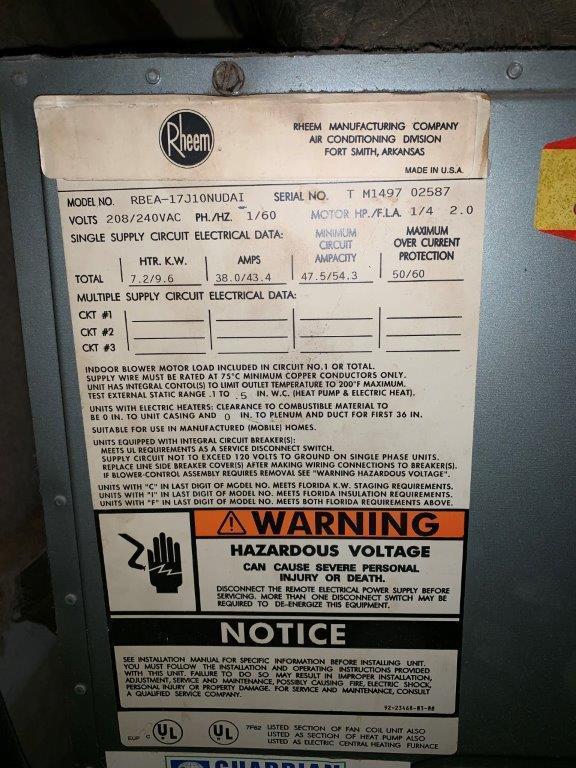 Rheem
RHEEM MANUFACTURING COMPANY
AIR CONDITIONING DIVISION
FORT SMITH, ARKANSAS
MADE IN U.S.A.
MODEL NO. RBEA-17J10NUDAI SERIAL NO. T M1497 02587
VOLTS 208/240VAC PH./HZ. 1/60 MOTOR HP./F.L.A. 1/4 2.0
SINGLE SUPPLY CIRCUIT ELECTRICAL DATA: MINIMUM CIRCUIT AMPACITY MAXIMUM OVER CURRENT PROTECTION
HTR. K.W. AMPS
TOTAL 7.2/9.6 38.0/43.4 47.5/54.3 50/60
MULTIPLE SUPPLY CIRCUIT ELECTRICAL DATA:
CKT #1
CKT #2
CKT #3
INDOOR BLOWER MOTOR LOAD INCLUDED IN CIRCUIT NO.1 OR TOTAL.
SUPPLY WIRE MUST BE RATED AT 75°C MINIMUM COPPER CONDUCTORS ONLY.
UNIT HAS INTEGRAL CONTOL(S) TO LIMIT OUTLET TEMPERATURE TO 200°F MAXIMUM.
TEST EXTERNAL STATIC RANGE .1 TO .5 IN. W.C. (HEAT PUMP & ELECTRIC HEAT).
UNITS WITH ELECTRIC HEATERS: CLEARANCE TO COMBUSTIBLE MATERIAL TO
BE 0 IN. TO UNIT CASING AND 0 IN. TO PLENUM AND DUCT FOR FIRST 36 IN.
SUITABLE FOR USE IN MANUFACTURED (MOBILE) HOMES.
UNITS EQUIPPED WITH INTEGRAL CIRCUIT BREAKER(S):
MEETS UL REQUIREMENTS AS A SERVICE DISCONNECT SWITCH.
SUPPLY CIRCUIT NOT TO EXCEED 120 VOLTS TO GROUND ON SINGLE PHASE UNITS.
REPLACE LINE SIDE BREAKER COVER(S) AFTER MAKING WIRING CONNECTIONS TO BREAKER(S).
IF BLOWER-CONTROL ASSEMBLY REQUIRES REMOVAL SEE "WARNING HAZARDOUS VOLTAGE".
UNITS WITH "C" IN LAST DIGIT OF MODEL NO. MEETS FLORIDA K.W. STAGING REQUIREMENTS.
UNITS WITH "I" IN LAST DIGIT OF MODEL NO. MEETS FLORIDA INSULATION REQUIREMENTS.
UNITS WITH "F" IN LAST DIGIT OF MODEL NO. MEETS BOTH FLORIDA REQUIREMENTS ABOVE.
WARNING
HAZARDOUS VOLTAGE
CAN CAUSE SEVERE PERSONAL
INJURY OR DEATH.
DISCONNECT THE REMOTE ELECTRICAL POWER SUPPLY BEFORE
SERVICING. MORE THAN ONE DISCONNECT SWITCH MAY BE
REQUIRED TO DE-ENERGIZE THIS EQUIPMENT.
NOTICE
SEE INSTALLATION MANUAL FOR SPECIFIC INFORMATION BEFORE INSTALLING UNIT.
YOU MUST FOLLOW THE INSTALLATION AND OPERATING INSTRUCTIONS PROVIDED
WITH THIS UNIT. FAILURE TO DO SO MAY RESULT IN IMPROPER INSTALLATION,
ADJUSTMENT, SERVICE AND MAINTENANCE, POSSIBLY CAUSING FIRE, ELECTRIC SHOCK,
PERSONAL INJURY OR PROPERTY DAMAGE. FOR SERVICE AND MAINTENANCE, CONSULT
A QUALIFIED SERVICE COMPANY.
92-23468-03-00
EUP C UL UL 7F62 LISTED SECTION OF FAN COIL UNIT ALSO
LISTED AS SECTION OF HEAT PUMP ALSO
LISTED AS ELECTRIC CENTRAL HEATING FURNACE
GUARDIAN